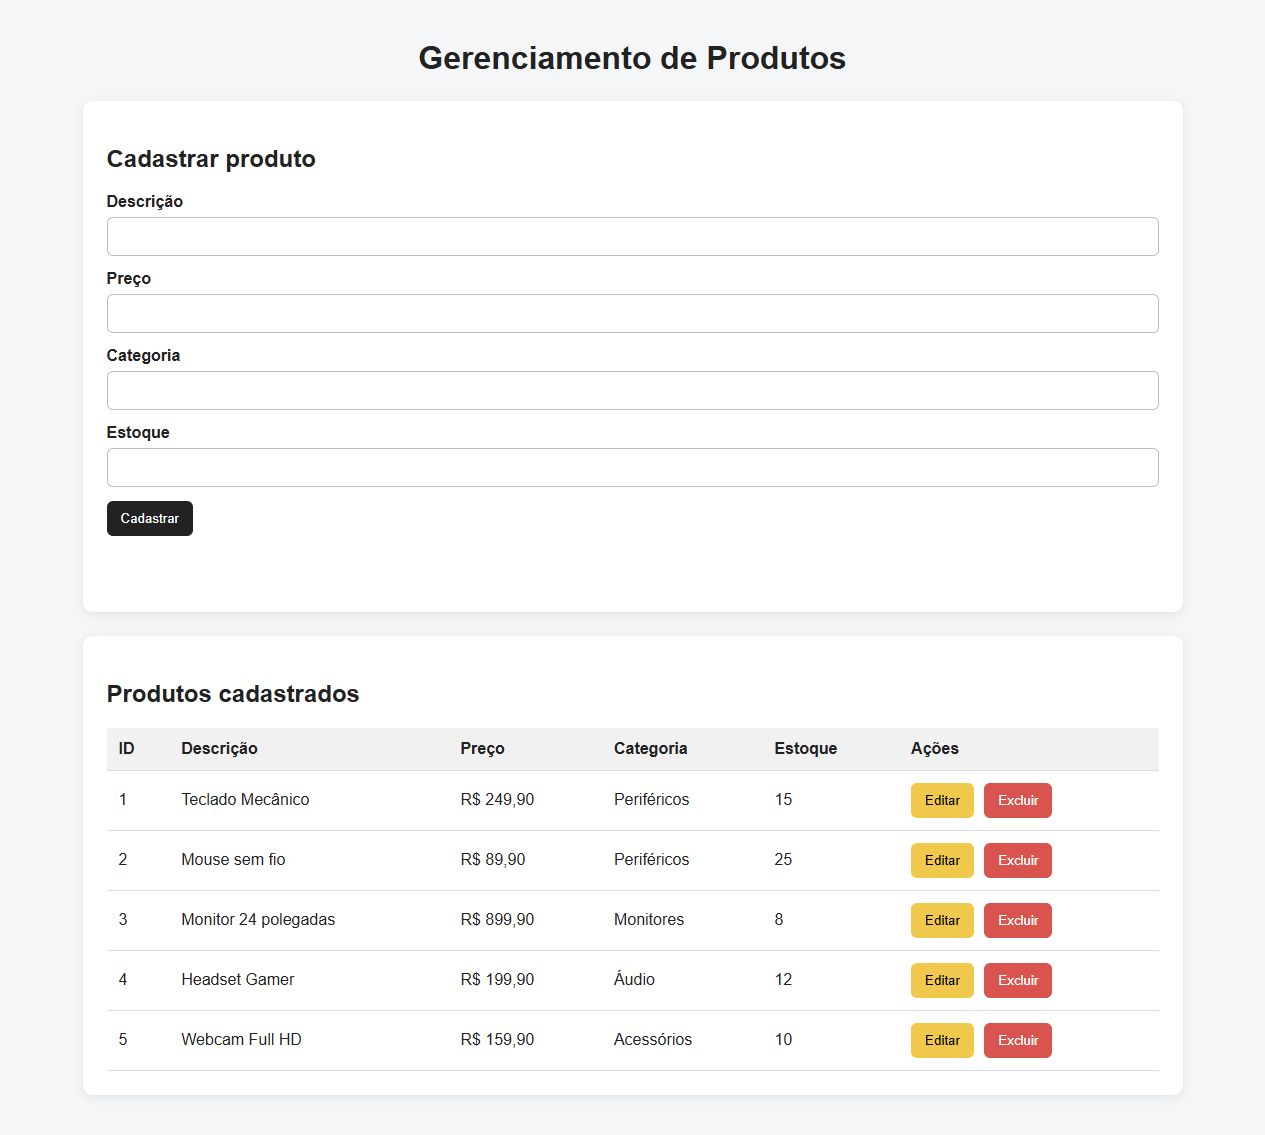 Gerenciamento de Produtos
Cadastrar produto
Descrição
Preço
Categoria
Estoque
Cadastrar
Produtos cadastrados
ID Descrição Preço Categoria Estoque Ações
1 Teclado Mecânico R$ 249,90 Periféricos 15 Editar Excluir
2 Mouse sem fio R$ 89,90 Periféricos 25 Editar Excluir
3 Monitor 24 polegadas R$ 899,90 Monitores 8 Editar Excluir
4 Headset Gamer R$ 199,90 Áudio 12 Editar Excluir
5 Webcam Full HD R$ 159,90 Acessórios 10 Editar Excluir